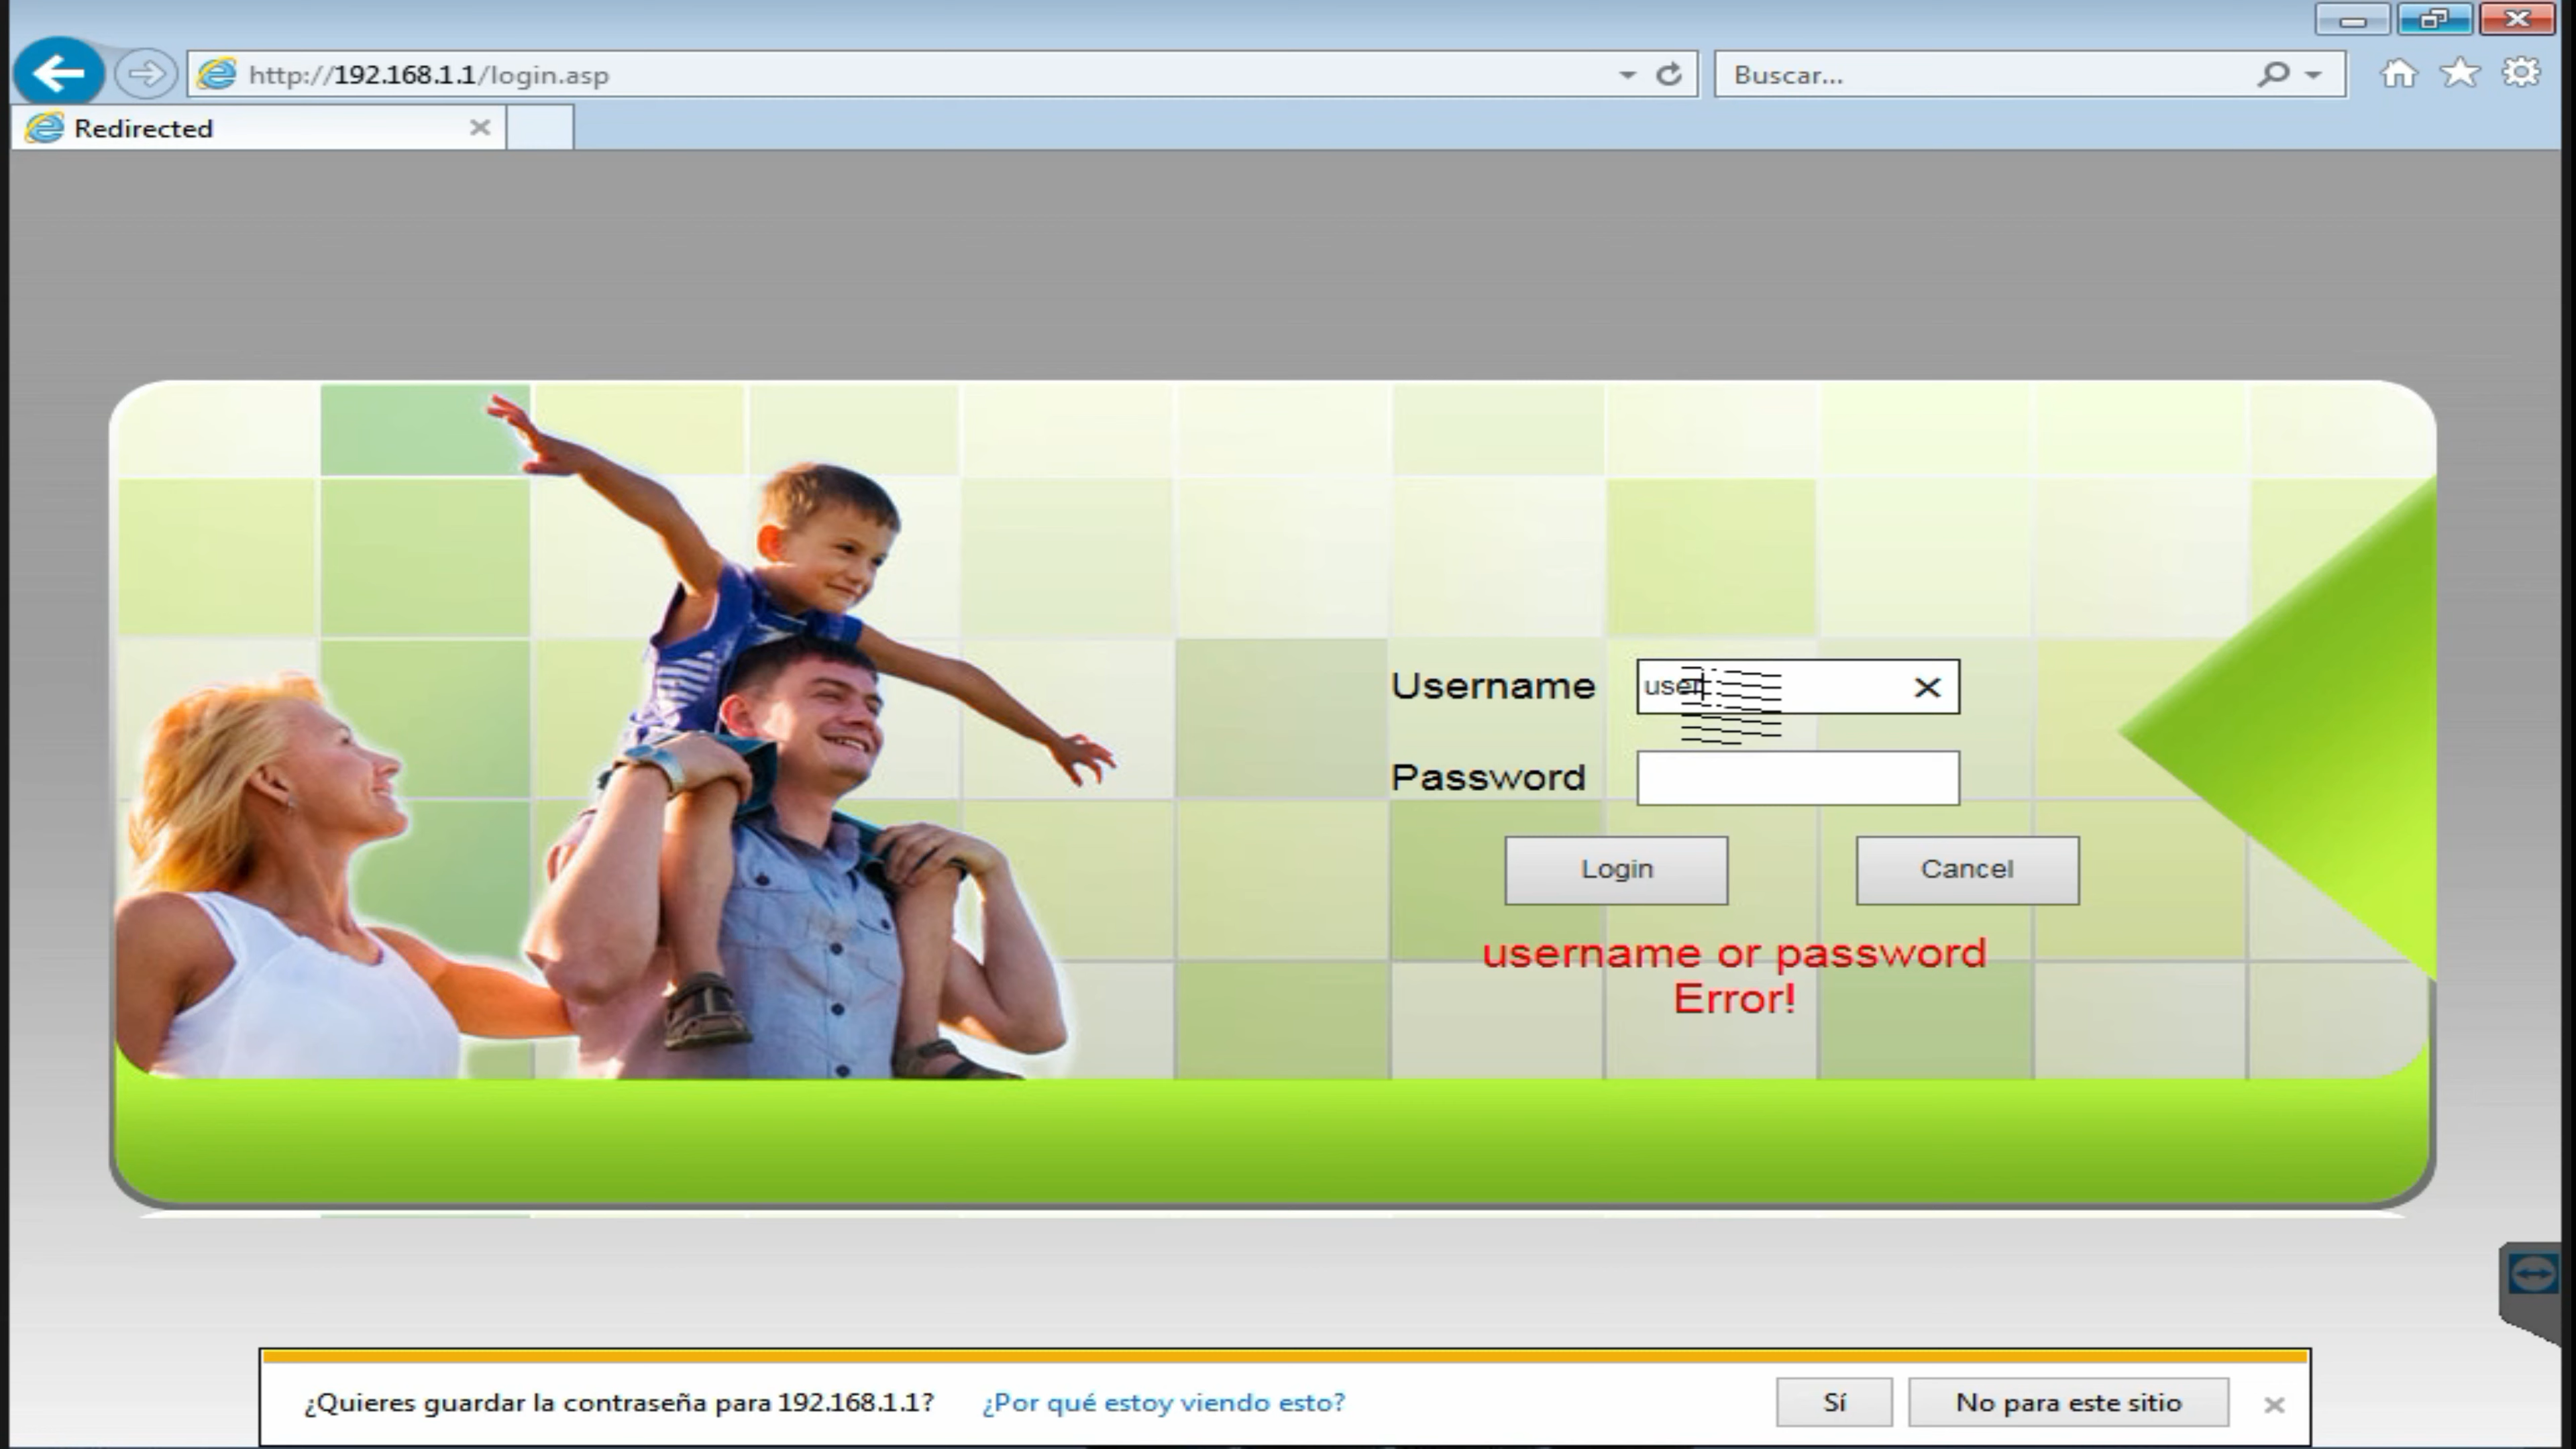 http://192.168.1.1/login.asp
Buscar...
Redirected
Username
user
Password
Login
Cancel
username or password
Error!
¿Quieres guardar la contraseña para 192.168.1.1?
¿Por qué estoy viendo esto?
Sí
No para este sitio